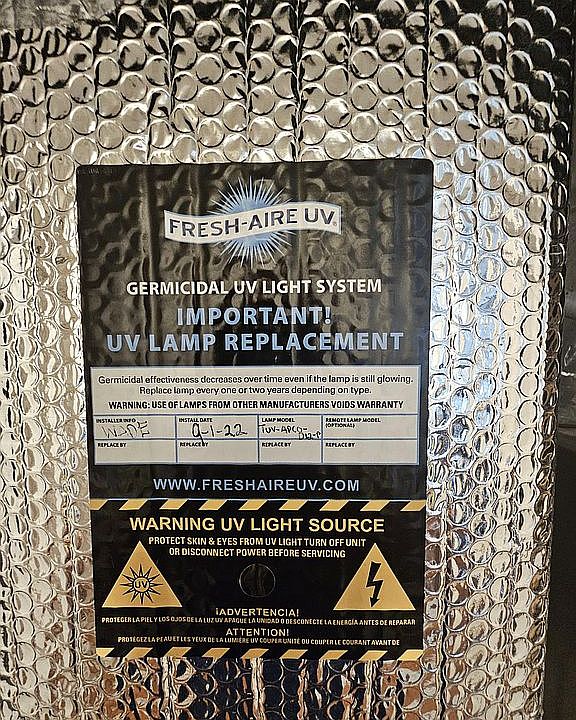 FRESH-AIRE UV®
GERMICIDAL UV LIGHT SYSTEM
IMPORTANT!
UV LAMP REPLACEMENT
Germicidal effectiveness decreases over time even if the lamp is still glowing.
Replace lamp every one or two years depending on type.
WARNING: USE OF LAMPS FROM OTHER MANUFACTURERS VOIDS WARRANTY
INSTALLER INFO INSTALL DATE LAMP MODEL REMOTE LAMP MODEL
(OPTIONAL)
9-1-22 TUV-APCO-
REPLACE BY REPLACE BY REPLACE BY REPLACE BY
WWW.FRESHAIREUV.COM
WARNING UV LIGHT SOURCE
PROTECT SKIN & EYES FROM UV LIGHT TURN OFF UNIT
OR DISCONNECT POWER BEFORE SERVICING
UV
¡ADVERTENCIA!
PROTEGER LA PIEL Y LOS OJOS DE LA LUZ UV APAGUE LA UNIDAD O DESCONECTE LA ENERGÍA ANTES DE REPARAR
ATTENTION!
PROTÉGEZ LA PEAU ET LES YEUX DE LA LUMIÈRE UV COUPER UNITÉ OU COUPER LE COURANT AVANT DE